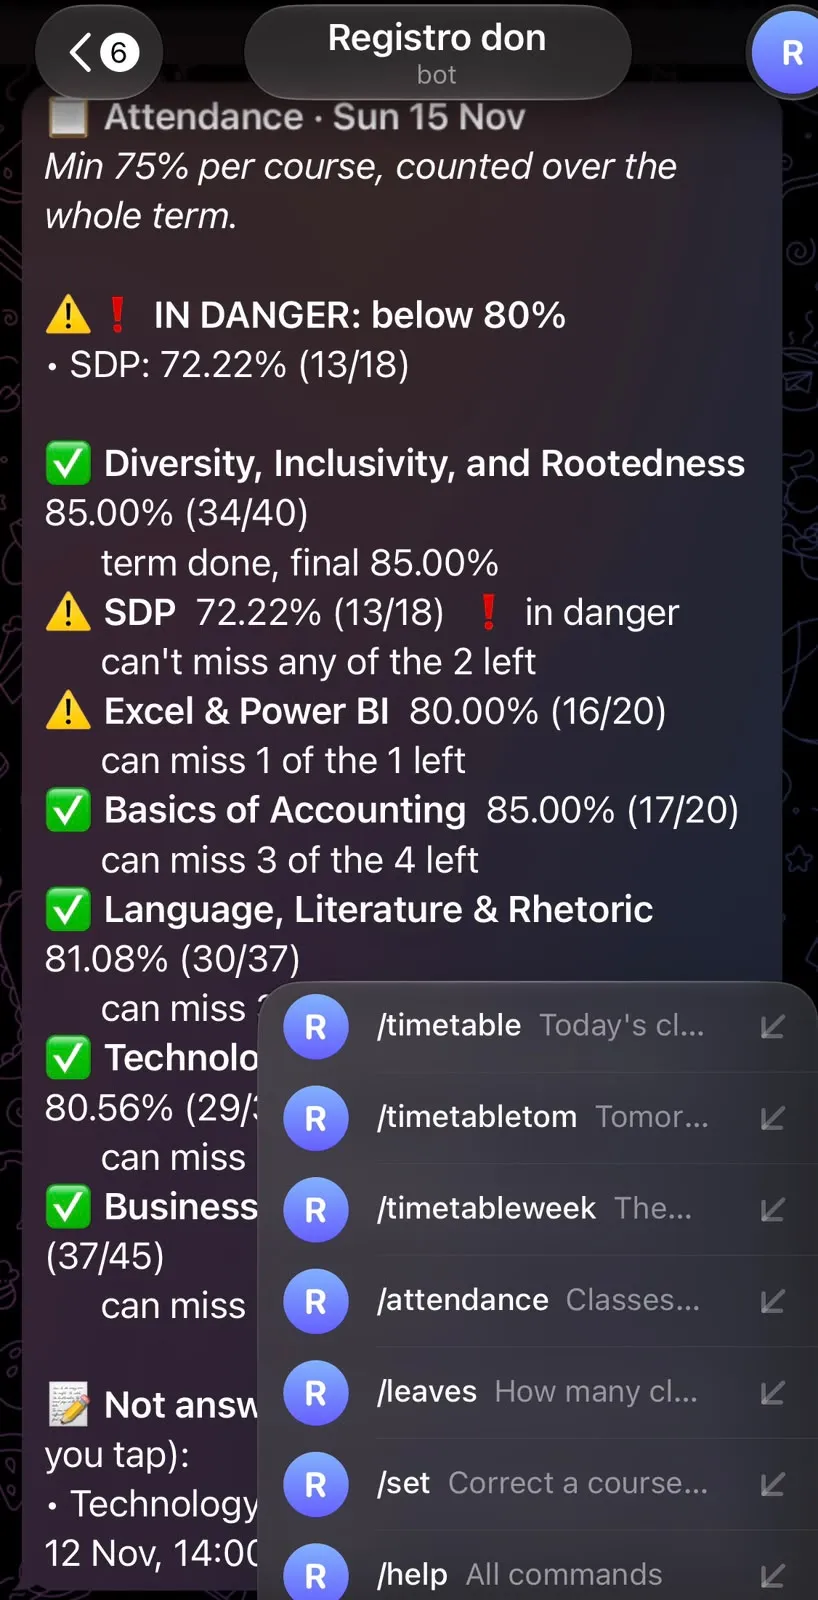 6
Registro don
bot
R
Attendance · Sun 15 Nov
Min 75% per course, counted over the
whole term.
IN DANGER: below 80%
• SDP: 72.22% (13/18)
Diversity, Inclusivity, and Rootedness
85.00% (34/40)
term done, final 85.00%
SDP 72.22% (13/18) ❗ in danger
can't miss any of the 2 left
Excel & Power BI 80.00% (16/20)
can miss 1 of the 1 left
Basics of Accounting 85.00% (17/20)
can miss 3 of the 4 left
Language, Literature & Rhetoric
81.08% (30/37)
can miss
Technolo
80.56% (29/
can miss
Business
(37/45)
can miss
Not answ
you tap):
• Technology
12 Nov, 14:00
R /timetable Today's cl...
R /timetabletom Tomor...
R /timetableweek The...
R /attendance Classes...
R /leaves How many cl...
R /set Correct a course...
R /help All commands